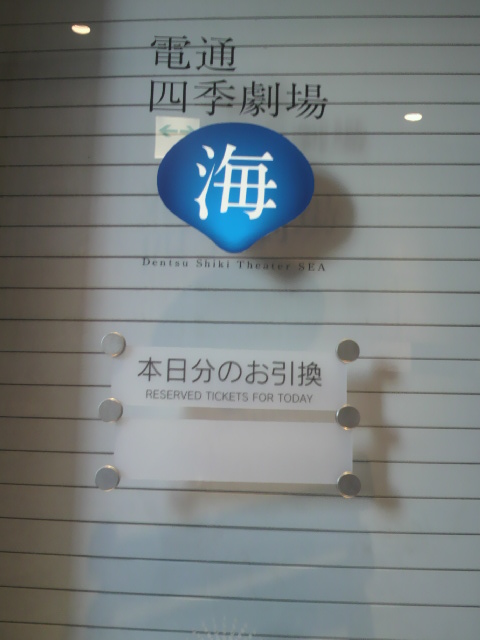 電通
四季劇場
海
Dentsu Shiki Theater SEA
本日分のお引換
RESERVED TICKETS FOR TODAY